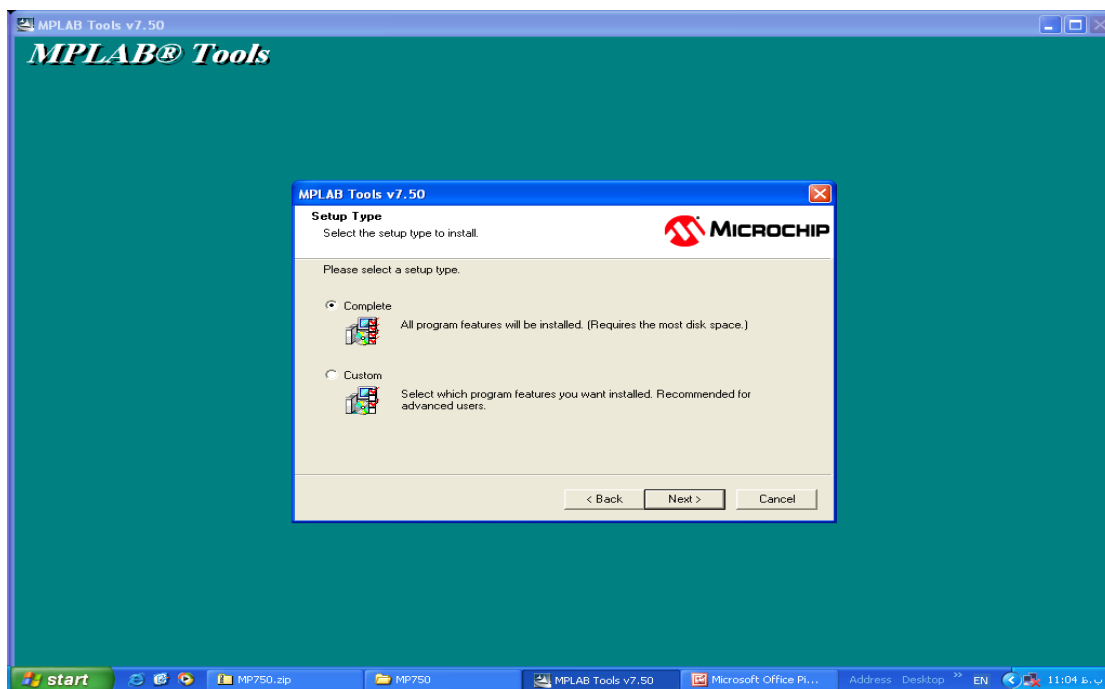 MPLAB Tools v7.50
MPLAB® Tools
MPLAB Tools v7.50
Setup Type
Select the setup type to install.
MICROCHIP
Please select a setup type.
Complete
All program features will be installed. (Requires the most disk space.)
Custom
Select which program features you want installed. Recommended for
advanced users.
< Back
Next >
Cancel
start
MP750.zip
MP750
MPLAB Tools v7.50
Microsoft Office Pi...
Address
Desktop
»
EN
11:04